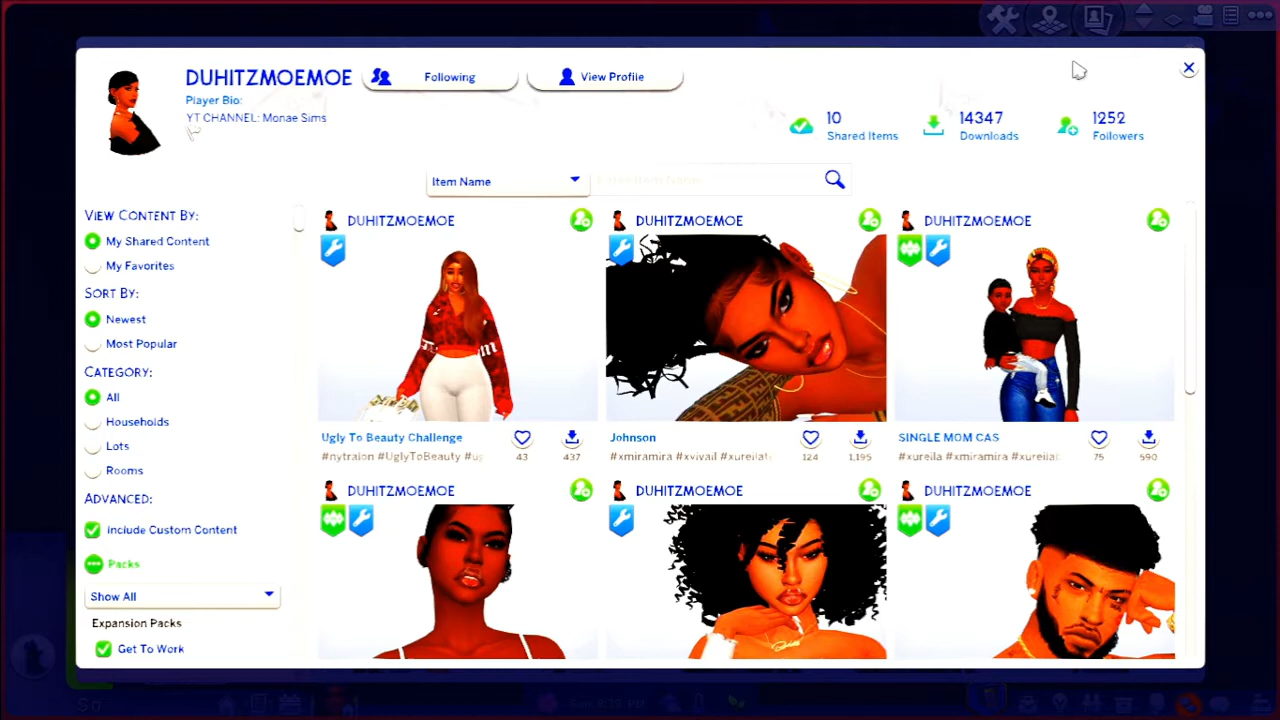 DUHITZMOEMOE
Following
View Profile
Player Bio:
YT CHANNEL: Monae Sims
10
Shared Items
14347
Downloads
1252
Followers
Item Name
VIEW CONTENT BY:
My Shared Content
My Favorites
SORT BY:
Newest
Most Popular
CATEGORY:
All
Households
Lots
Rooms
ADVANCED:
Include Custom Content
Packs
Show All
Expansion Packs
Get To Work
DUHITZMOEMOE
Ugly To Beauty Challenge
43
437
#nytralon #UglyToBeauty #ug
DUHITZMOEMOE
Johnson
124
1,195
#xmiramira #xvivail
DUHITZMOEMOE
SINGLE MOM CAS
75
590
#xureila #xmiramira
DUHITZMOEMOE
DUHITZMOEMOE
DUHITZMOEMOE